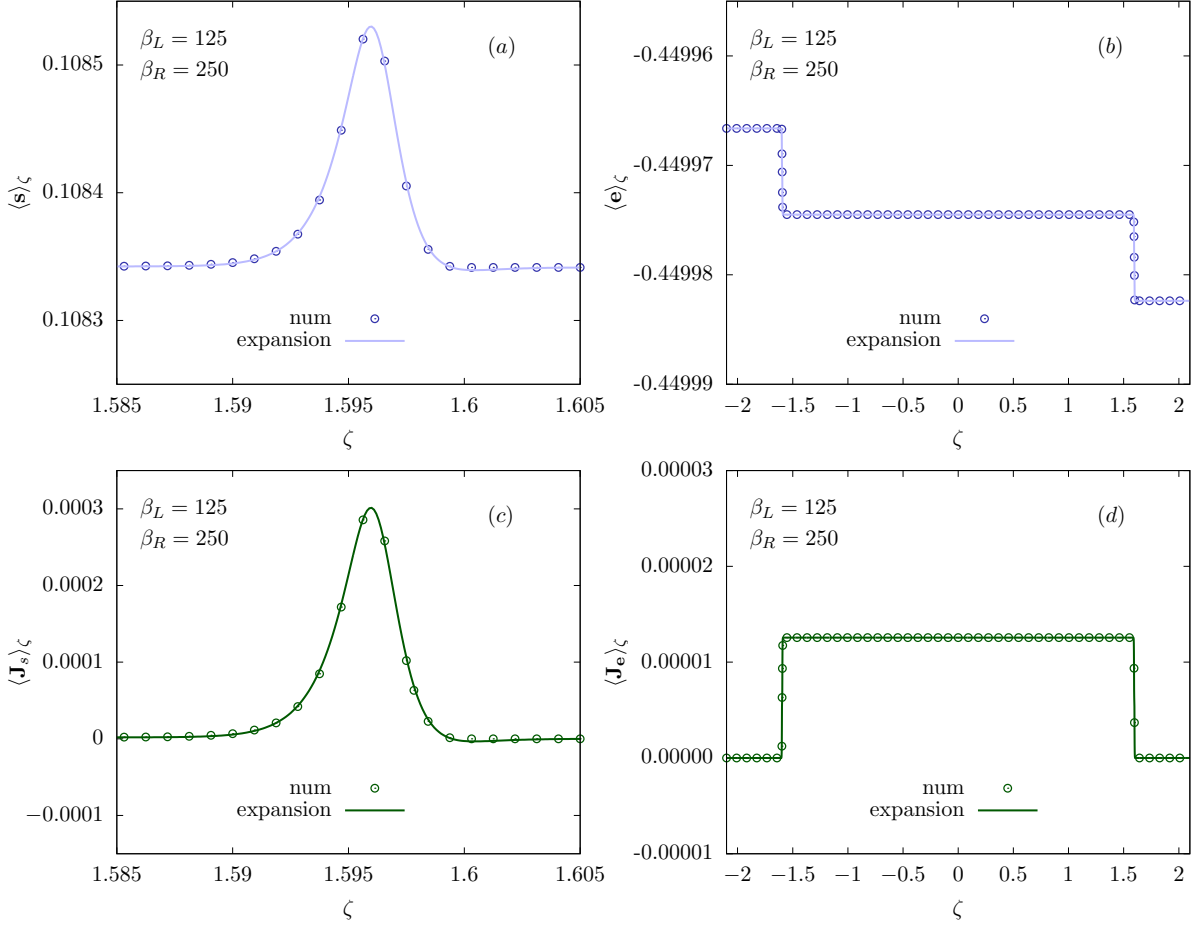 β_L = 125
β_R = 250
(a)
0.1085
0.1084
0.1083
⟨s⟩_ζ
num
expansion
1.585
1.59
1.595
1.6
1.605
ζ
β_L = 125
β_R = 250
(b)
-0.44996
-0.44997
-0.44998
-0.44999
⟨e⟩_ζ
num
expansion
−2
−1.5
−1
−0.5
0
0.5
1
1.5
2
ζ
β_L = 125
β_R = 250
(c)
0.0003
0.0002
0.0001
0
−0.0001
⟨J_s⟩_ζ
num
expansion
1.585
1.59
1.595
1.6
1.605
ζ
β_L = 125
β_R = 250
(d)
0.00003
0.00002
0.00001
0.00000
-0.00001
⟨J_e⟩_ζ
num
expansion
−2
−1.5
−1
−0.5
0
0.5
1
1.5
2
ζ